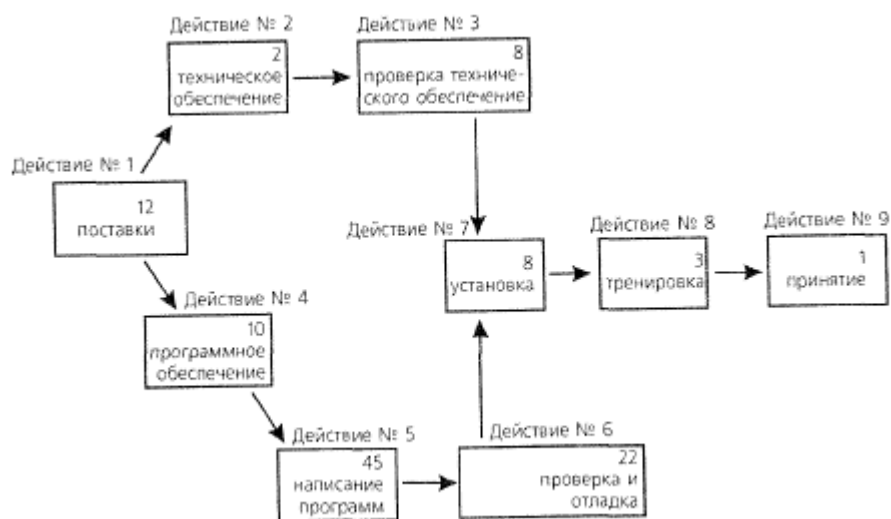 Действие № 2
2
техническое
обеспечение
Действие № 3
8
проверка техниче-
ского обеспечение
Действие № 1
12
поставки
Действие № 4
10
программное
обеспечение
Действие № 5
45
написание
программ
Действие № 6
22
проверка и
отладка
Действие № 7
8
установка
Действие № 8
3
тренировка
Действие № 9
1
принятие